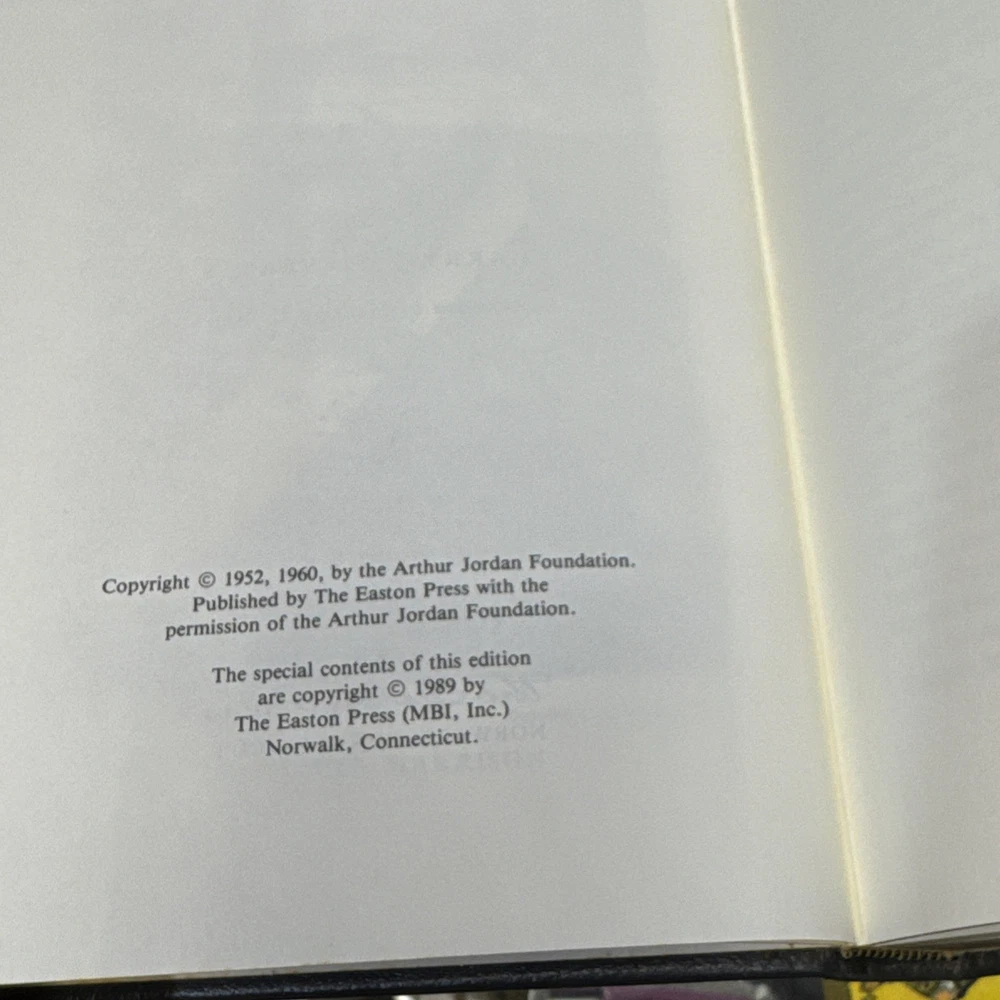 Copyright © 1952, 1960, by the Arthur Jordan Foundation.
Published by The Easton Press with the
permission of the Arthur Jordan Foundation.
The special contents of this edition
are copyright © 1989 by
The Easton Press (MBI, Inc.)
Norwalk, Connecticut.